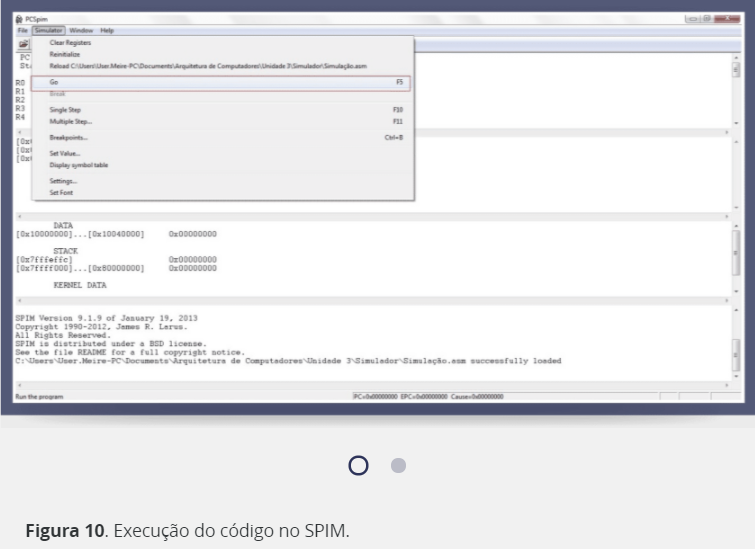 PCSpim
File Simulator Window Help
Clear Registers
Reinitialize
Reload C:\Users\User.Meire-PC\Documents\Arquitetura de Computadores\Unidade 3\Simulador\Simulação.asm
PC
St
Go F5
R0
R1
Break
R2
R3
Single Step F10
R4
Multiple Step... F11
Breakpoints... Ctrl+B
[0x
[0x
Set Value...
[0x
Display symbol table
Settings...
Set Font
DATA
[0x10000000]...[0x10040000] 0x00000000
STACK
[0x7fffeffc] 0x00000000
[0x7ffff000]...[0x80000000] 0x00000000
KERNEL DATA
SPIM Version 9.1.9 of January 19, 2013
Copyright 1990-2012, James R. Larus.
All Rights Reserved.
SPIM is distributed under a BSD license.
See the file README for a full copyright notice.
C:\Users\User.Meire-PC\Documents\Arquitetura de Computadores\Unidade 3\Simulador\Simulação.asm successfully loaded
Run the program PC=0x00000000 EPC=0x00000000 Cause=0x00000000
Figura 10. Execução do código no SPIM.